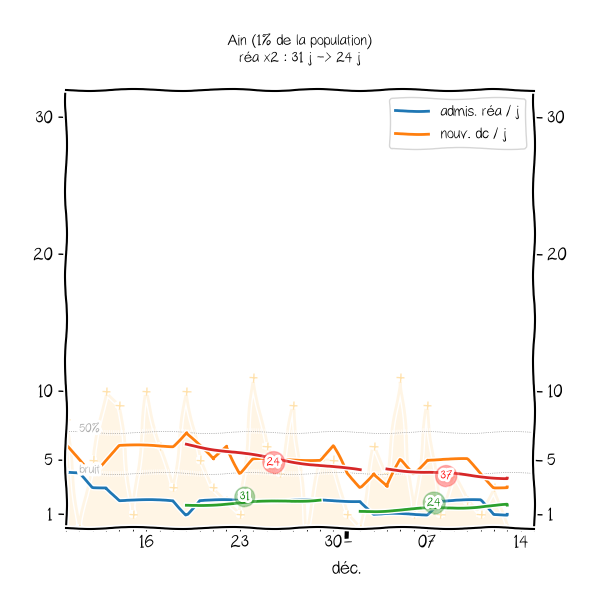 Ain (1% de la population)
réa x2 : 31 j -> 24 j
admis. réa / j
nouv. dc / j
30 30
20 20
10 10
50%
5 5
bruit
24
37
31
24
1 1
16 23 30 07 14
déc.